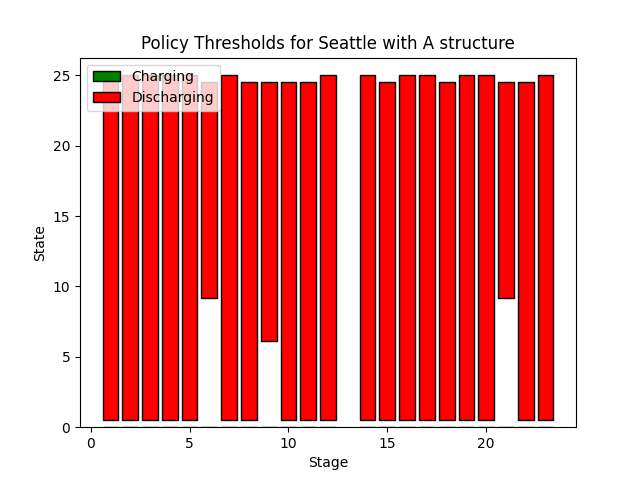 Policy Thresholds for Seattle with A structure
Charging
Discharging
25
20
15
10
5
0
State
0
5
10
15
20
Stage